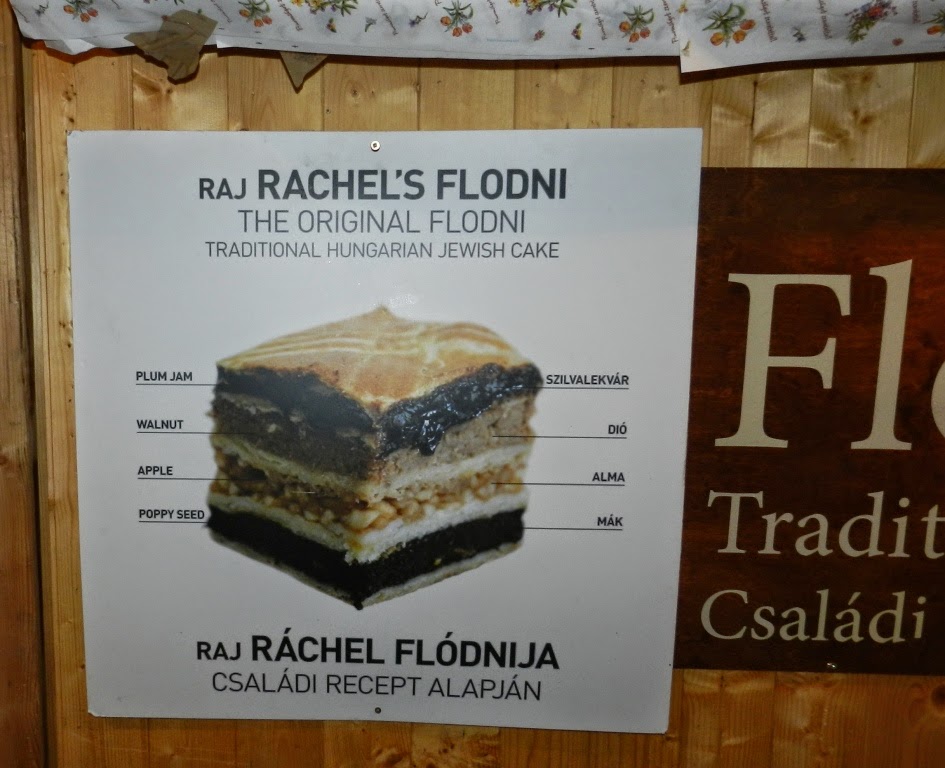 RAJ RACHEL'S FLODNI
THE ORIGINAL FLODNI
TRADITIONAL HUNGARIAN JEWISH CAKE
PLUM JAM
SZILVALEKVÁR
WALNUT
DIÓ
APPLE
ALMA
POPPY SEED
MÁK
RAJ RÁCHEL FLÓDNIJA
CSALÁDI RECEPT ALAPJÁN
Fl
Tradit
Családi